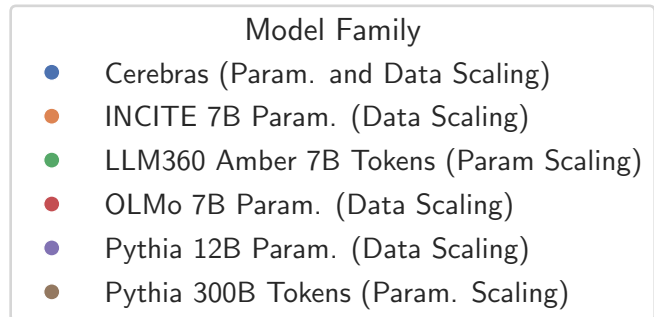 Model Family
Cerebras (Param. and Data Scaling)
INCITE 7B Param. (Data Scaling)
LLM360 Amber 7B Tokens (Param Scaling)
OLMo 7B Param. (Data Scaling)
Pythia 12B Param. (Data Scaling)
Pythia 300B Tokens (Param. Scaling)